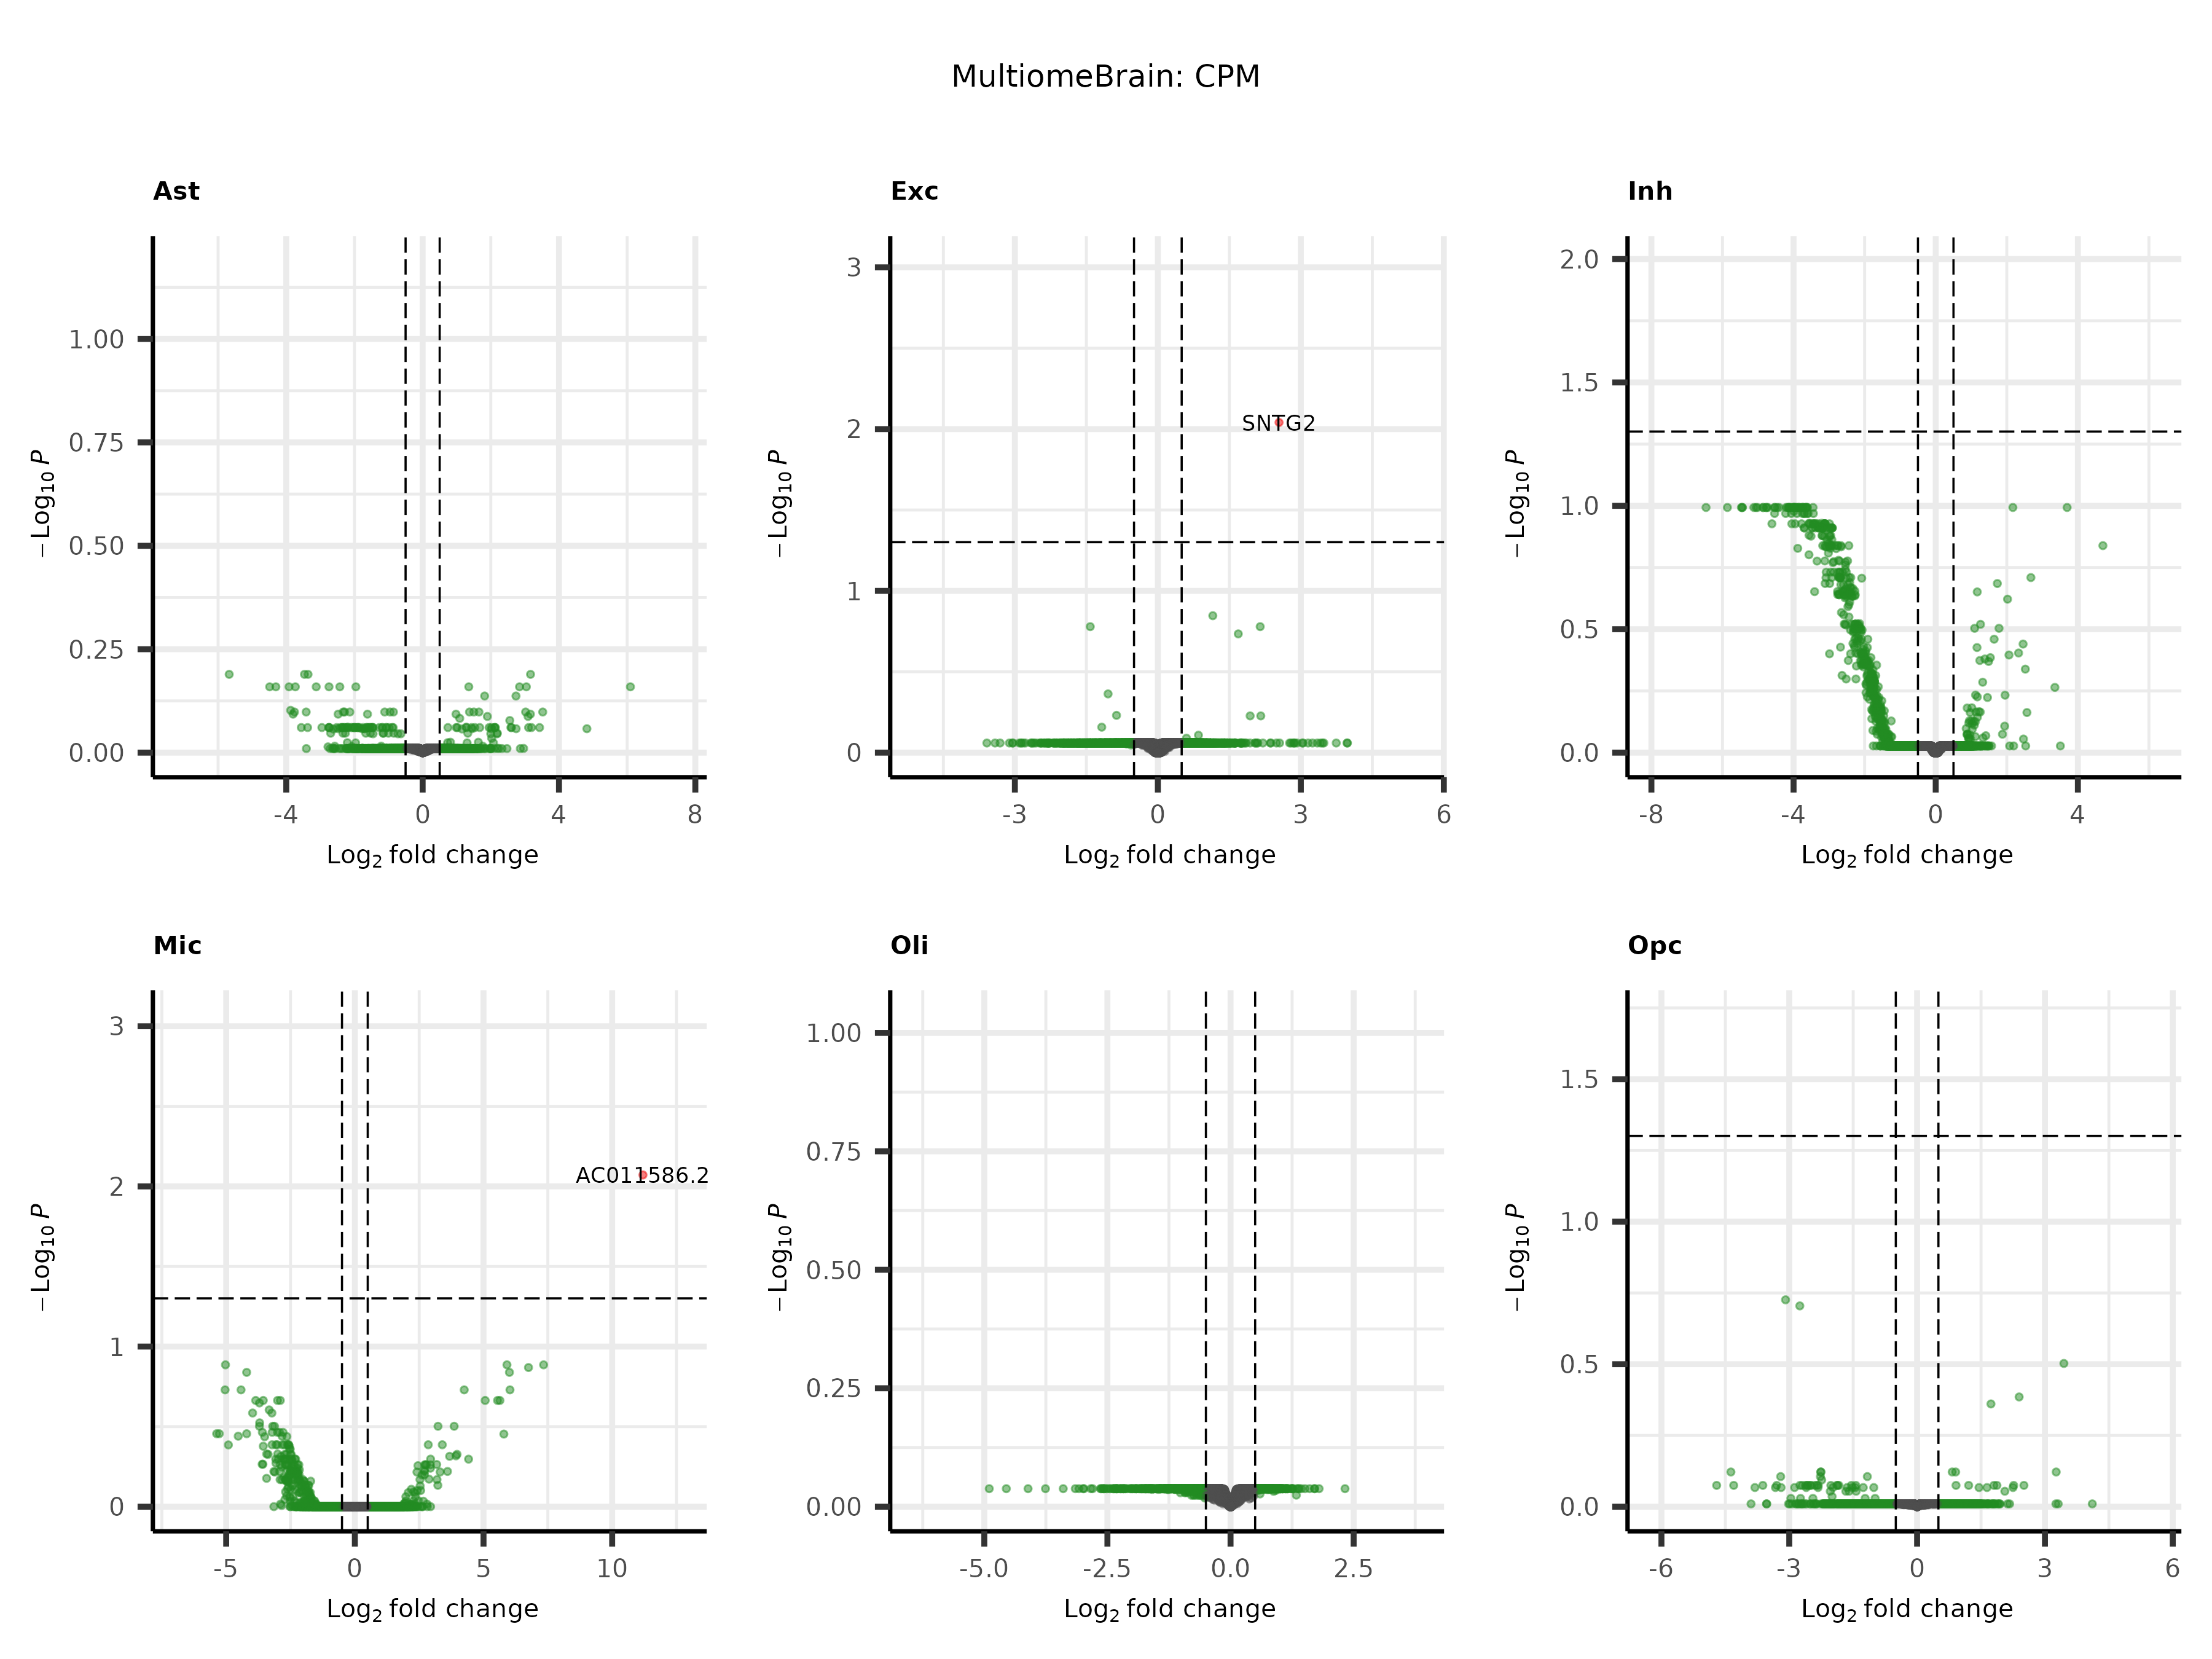 MultiomeBrain: CPM
Ast
−Log10 P
1.00
0.75
0.50
0.25
0.00
-4 0 4 8
Log2 fold change
Exc
−Log10 P
3
2
1
0
SNTG2
-3 0 3 6
Log2 fold change
Inh
−Log10 P
2.0
1.5
1.0
0.5
0.0
-8 -4 0 4
Log2 fold change
Mic
−Log10 P
3
2
1
0
AC011586.2
-5 0 5 10
Log2 fold change
Oli
−Log10 P
1.00
0.75
0.50
0.25
0.00
-5.0 -2.5 0.0 2.5
Log2 fold change
Opc
−Log10 P
1.5
1.0
0.5
0.0
-6 -3 0 3 6
Log2 fold change